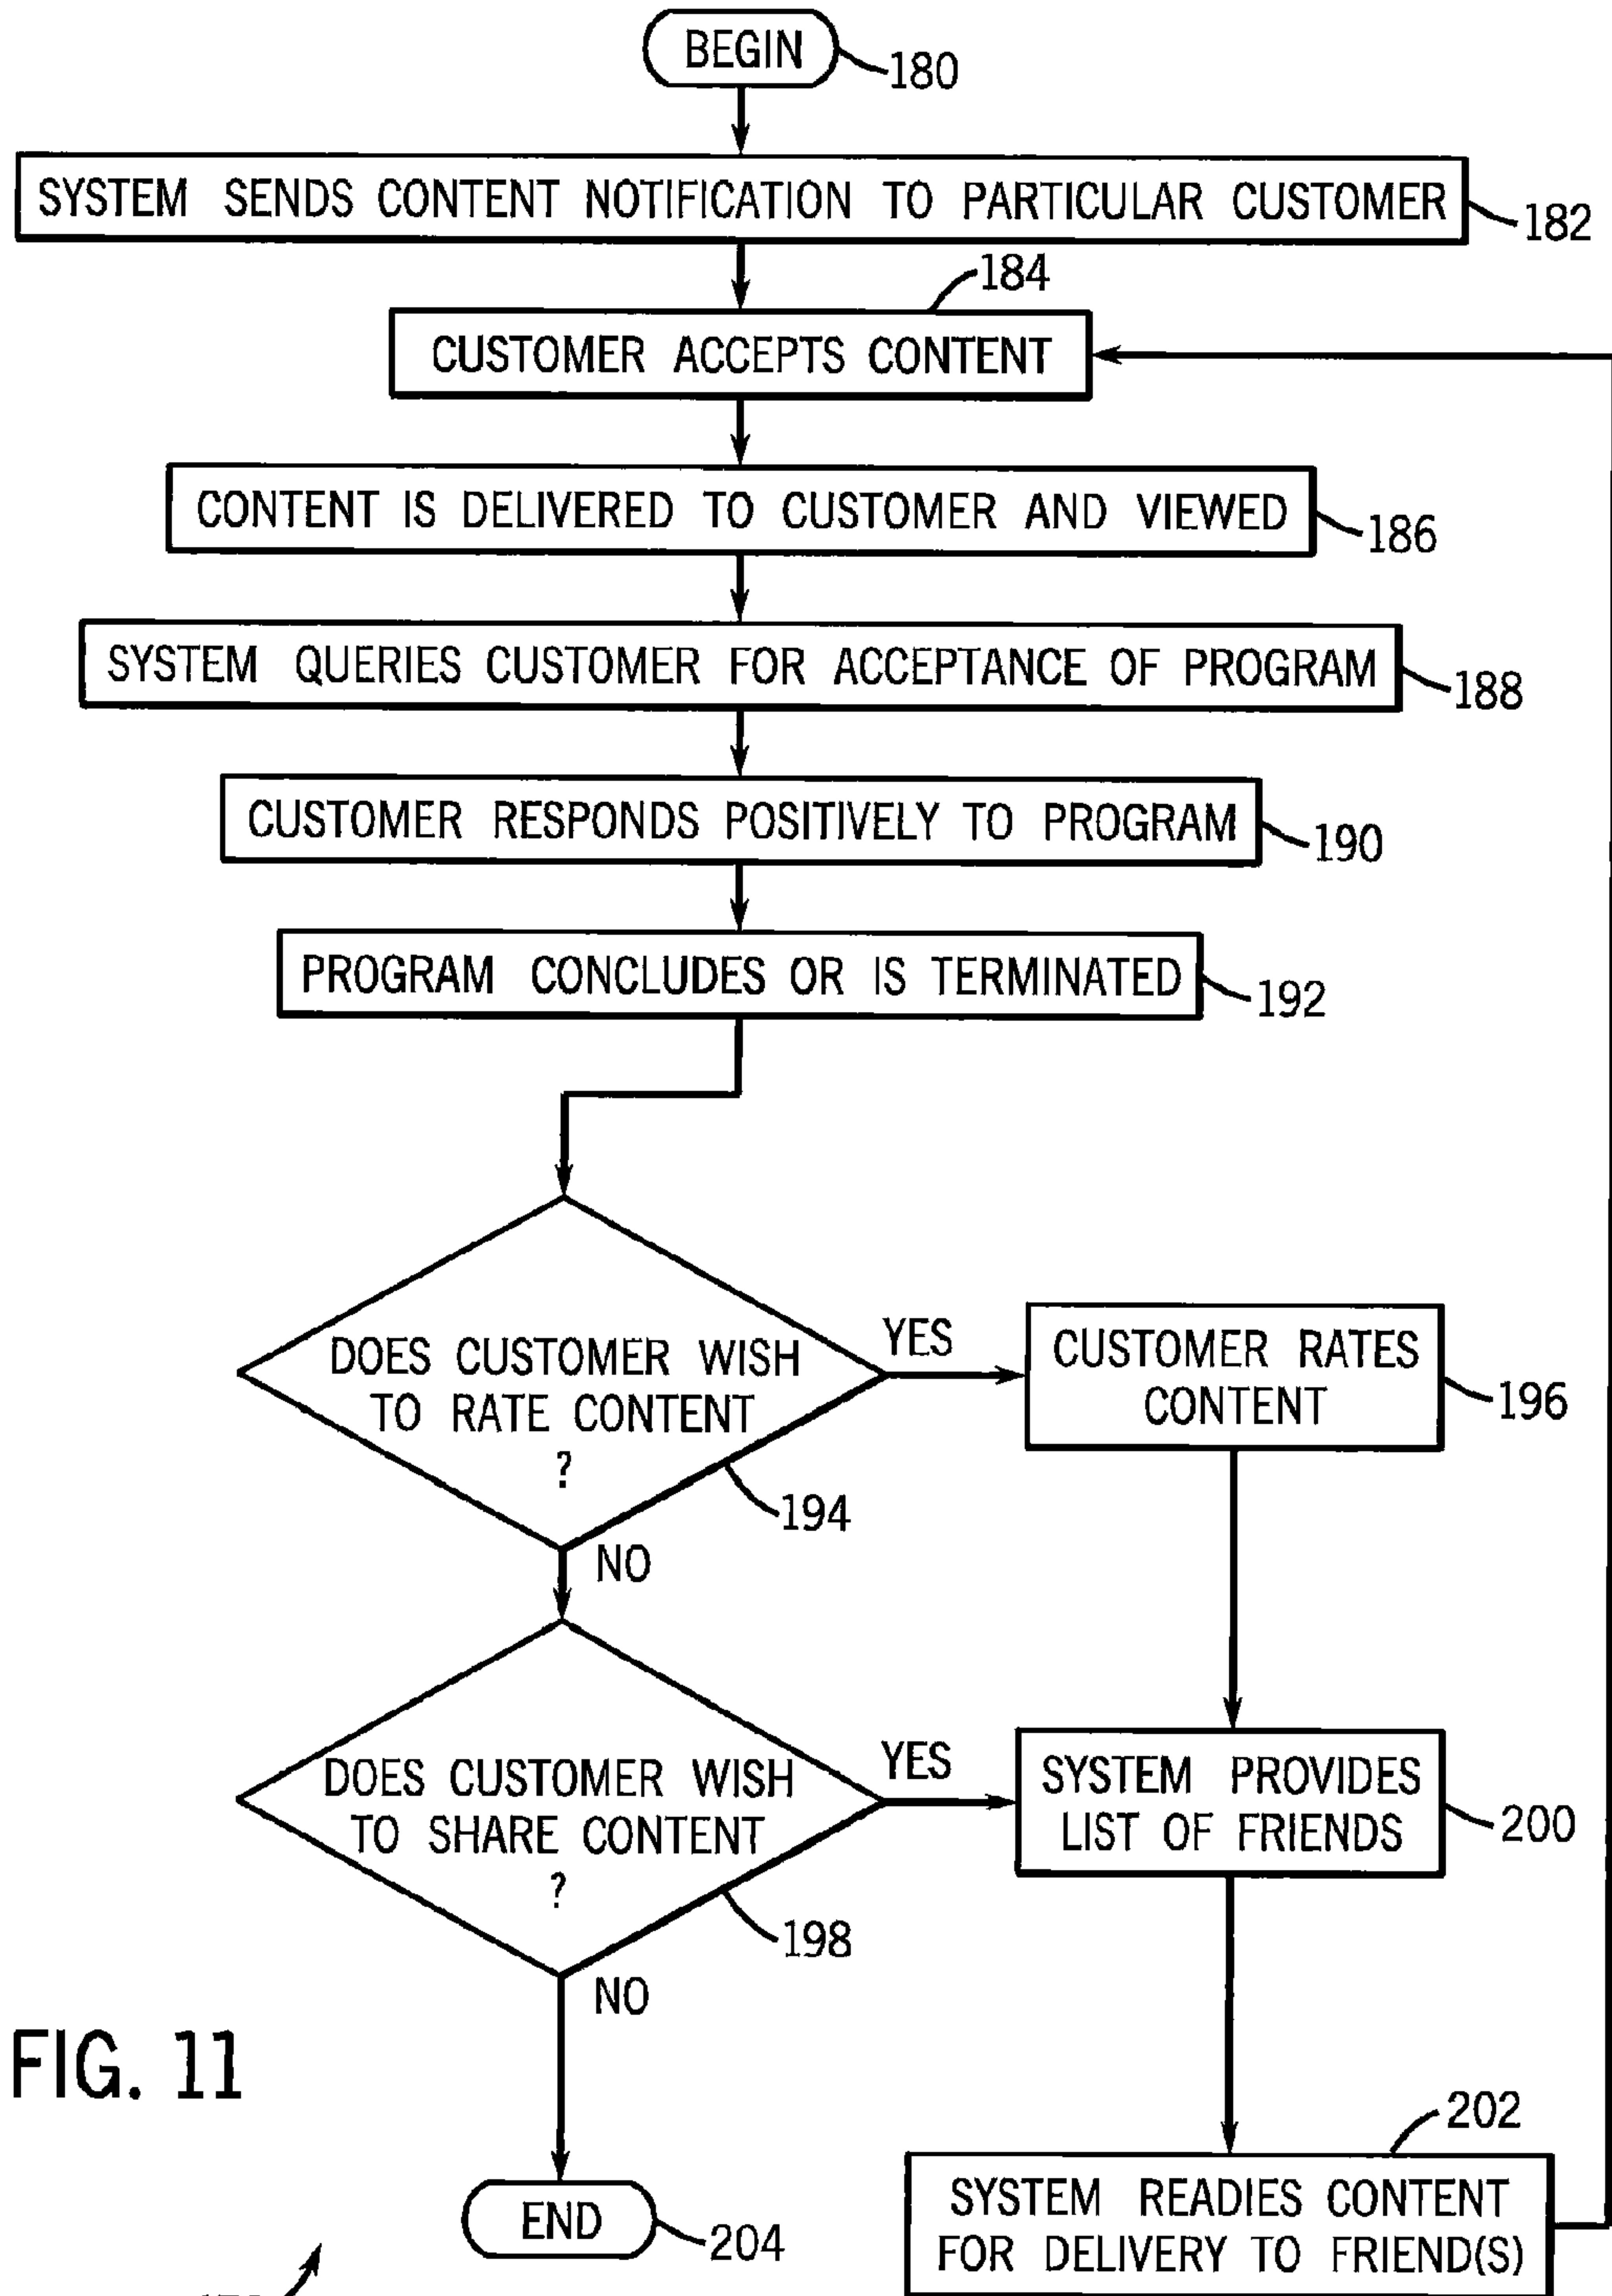 BEGIN
180
SYSTEM SENDS CONTENT NOTIFICATION TO PARTICULAR CUSTOMER
182
184
CUSTOMER ACCEPTS CONTENT
CONTENT IS DELIVERED TO CUSTOMER AND VIEWED
186
SYSTEM QUERIES CUSTOMER FOR ACCEPTANCE OF PROGRAM
188
CUSTOMER RESPONDS POSITIVELY TO PROGRAM
190
PROGRAM CONCLUDES OR IS TERMINATED
192
DOES CUSTOMER WISH
TO RATE CONTENT
?
194
YES
CUSTOMER RATES
CONTENT
196
NO
DOES CUSTOMER WISH
TO SHARE CONTENT
?
198
YES
SYSTEM PROVIDES
LIST OF FRIENDS
200
NO
FIG. 11
202
SYSTEM READIES CONTENT
FOR DELIVERY TO FRIEND(S)
END
204